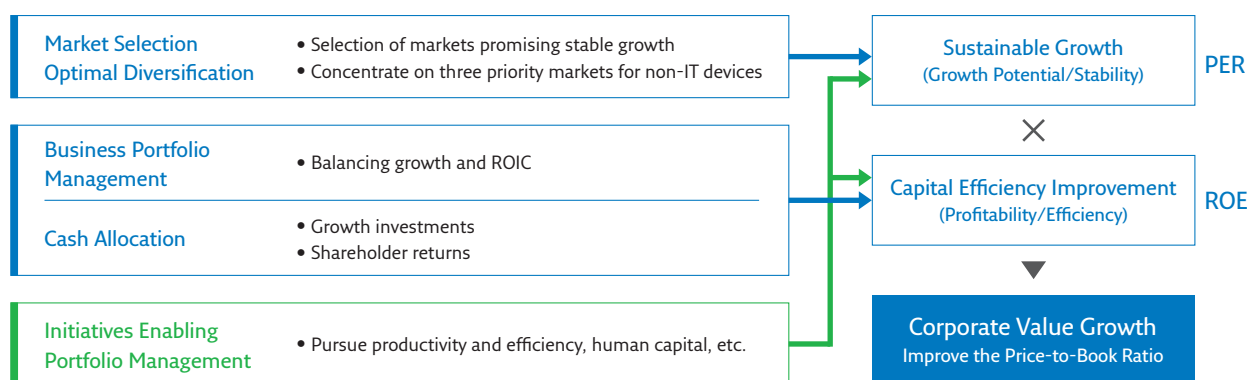 Market Selection
Optimal Diversification
• Selection of markets promising stable growth
• Concentrate on three priority markets for non-IT devices
Business Portfolio
Management
• Balancing growth and ROIC
Cash Allocation
• Growth investments
• Shareholder returns
Initiatives Enabling
Portfolio Management
• Pursue productivity and efficiency, human capital, etc.
Sustainable Growth
(Growth Potential/Stability)
PER
×
Capital Efficiency Improvement
(Profitability/Efficiency)
ROE
Corporate Value Growth
Improve the Price-to-Book Ratio